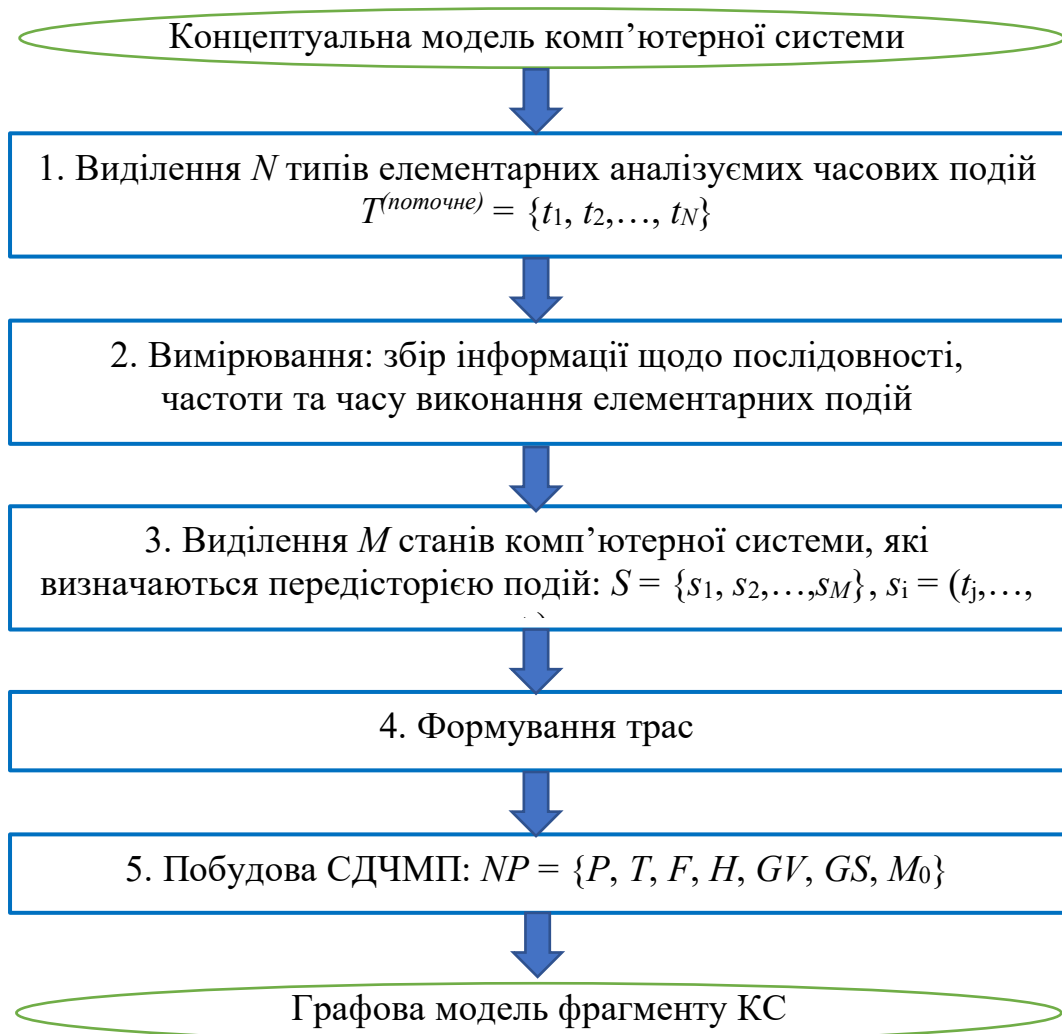 Концептуальна модель комп’ютерної системи
1. Виділення N типів елементарних аналізуємих часових подій
T(поточне) = {t1, t2,…, tN}
2. Вимірювання: збір інформації щодо послідовності,
частоти та часу виконання елементарних подій
3. Виділення M станів комп’ютерної системи, які
визначаються передісторією подій: S = {s1, s2,…,sM}, si = (tj,…,
4. Формування трас
5. Побудова СДЧМП: NP = {P, T, F, H, GV, GS, M0}
Графова модель фрагменту КС